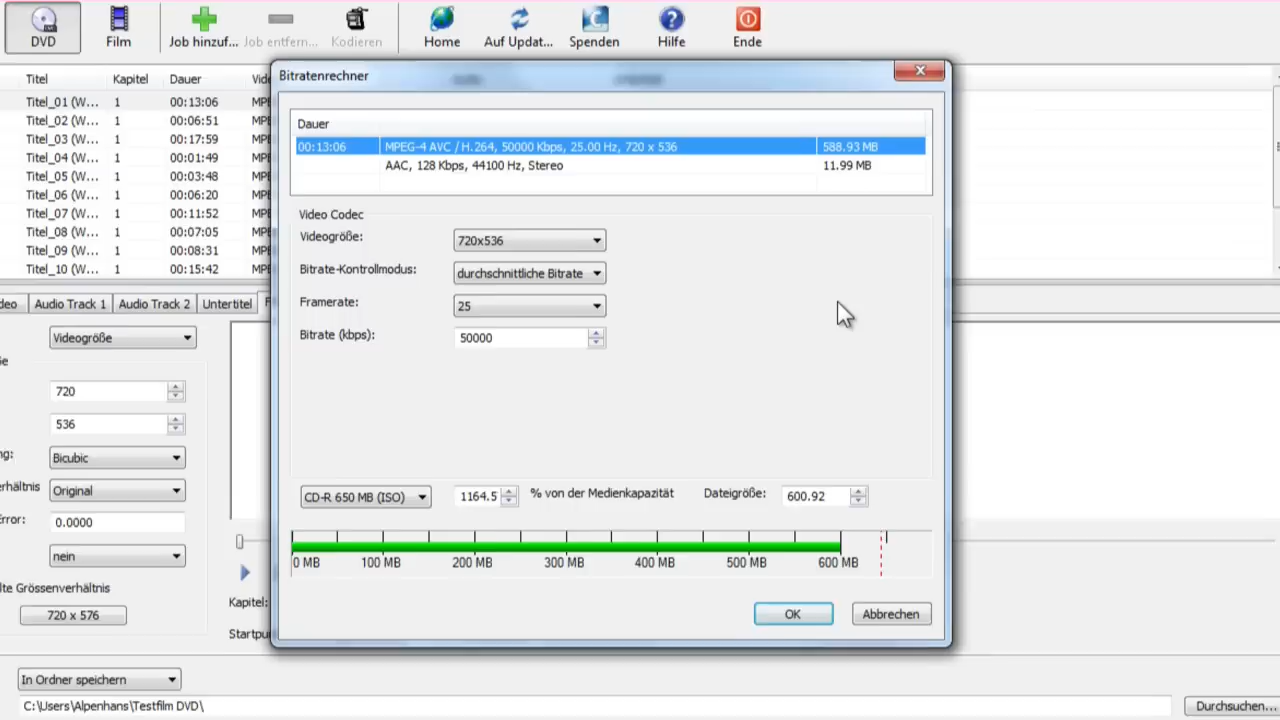 DVD
Film
Job hinzuf...
Job entfern...
Kodieren
Home
Auf Updat...
Spenden
Hilfe
Ende
Titel Kapitel Dauer
Titel_01 (W... 1 00:13:06
Titel_02 (W... 1 00:06:51
Titel_03 (W... 1 00:17:59
Titel_04 (W... 1 00:01:49
Titel_05 (W... 1 00:03:48
Titel_06 (W... 1 00:06:20
Titel_07 (W... 1 00:11:52
Titel_08 (W... 1 00:07:05
Titel_09 (W... 1 00:08:31
Titel_10 (W... 1 00:15:42
Audio Track 1 Audio Track 2 Untertitel
Videogröße
720
536
Bicubic
Original
0.0000
nein
lte Grössenverhältnis
720 x 576
Kapitel:
Startpu
In Ordner speichern
C:\Users\Alpenhans\Testfilm DVD\
Durchsuchen...
Bitratenrechner
Dauer
00:13:06 MPEG-4 AVC / H.264, 50000 Kbps, 25.00 Hz, 720 x 536 588.93 MB
AAC, 128 Kbps, 44100 Hz, Stereo 11.99 MB
Video Codec
Videogröße: 720x536
Bitrate-Kontrollmodus: durchschnittliche Bitrate
Framerate: 25
Bitrate (kbps): 50000
CD-R 650 MB (ISO) 1164.5 % von der Medienkapazität Dateigröße: 600.92
0 MB 100 MB 200 MB 300 MB 400 MB 500 MB 600 MB
OK Abbrechen